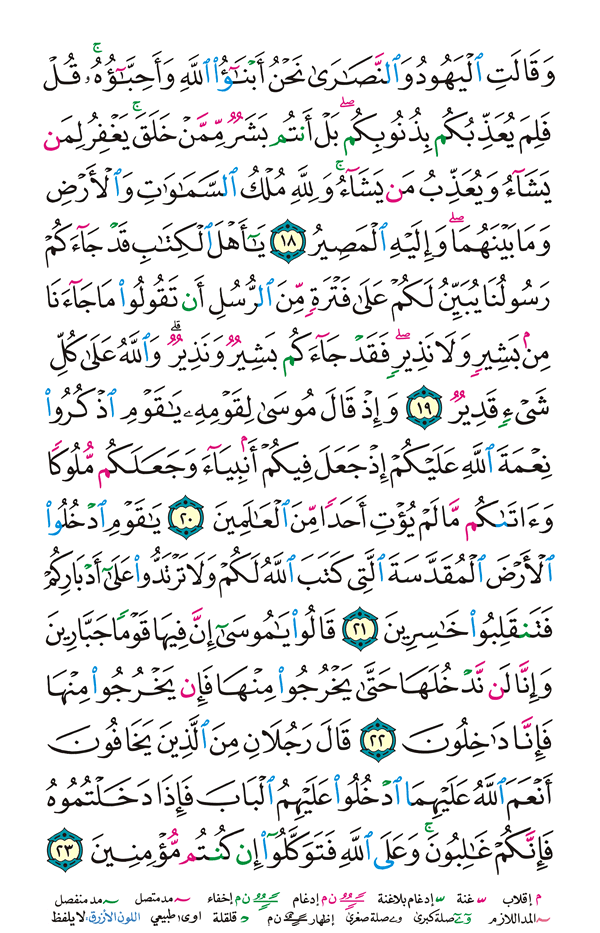 وَقَالَتِ ٱلۡيَهُودُ وَٱلنَّصَـٰرَىٰ نَحۡنُ أَبۡنَـٰٓؤُاْ ٱللَّهِ وَأَحِبَّـٰٓؤُهُۥۚ قُلۡ
فَلِمَ يُعَذِّبُكُم بِذُنُوبِكُمۖ بَلۡ أَنتُم بَشَرٞ مِّمَّنۡ خَلَقَۚ يَغۡفِرُ لِمَن
يَشَآءُ وَيُعَذِّبُ مَن يَشَآءُۚ وَلِلَّهِ مُلۡكُ ٱلسَّمَـٰوَٰتِ وَٱلۡأَرۡضِ
وَمَا بَيۡنَهُمَاۖ وَإِلَيۡهِ ٱلۡمَصِيرُ ١٨ يَـٰٓأَهۡلَ ٱلۡكِتَـٰبِ قَدۡ جَآءَكُمۡ
رَسُولُنَا يُبَيِّنُ لَكُمۡ عَلَىٰ فَتۡرَةٖ مِّنَ ٱلرُّسُلِ أَن تَقُولُواْ مَا جَآءَنَا
مِنۢ بَشِيرٖ وَلَا نَذِيرٖۖ فَقَدۡ جَآءَكُم بَشِيرٞ وَنَذِيرٞۗ وَٱللَّهُ عَلَىٰ كُلِّ
شَيۡءٖ قَدِيرٞ ١٩ وَإِذۡ قَالَ مُوسَىٰ لِقَوۡمِهِۦ يَـٰقَوۡمِ ٱذۡكُرُواْ
نِعۡمَةَ ٱللَّهِ عَلَيۡكُمۡ إِذۡ جَعَلَ فِيكُمۡ أَنۢبِيَآءَ وَجَعَلَكُم مُّلُوكٗا
وَءَاتَىٰكُم مَّا لَمۡ يُؤۡتِ أَحَدٗا مِّنَ ٱلۡعَـٰلَمِينَ ٢٠ يَـٰقَوۡمِ ٱدۡخُلُواْ
ٱلۡأَرۡضَ ٱلۡمُقَدَّسَةَ ٱلَّتِي كَتَبَ ٱللَّهُ لَكُمۡ وَلَا تَرۡتَدُّواْ عَلَىٰٓ أَدۡبَارِكُمۡ
فَتَنقَلِبُواْ خَـٰسِرِينَ ٢١ قَالُواْ يَـٰمُوسَىٰٓ إِنَّ فِيهَا قَوۡمٗا جَبَّارِينَ
وَإِنَّا لَن نَّدۡخُلَهَا حَتَّىٰ يَخۡرُجُواْ مِنۡهَا فَإِن يَخۡرُجُواْ مِنۡهَا
فَإِنَّا دَٰخِلُونَ ٢٢ قَالَ رَجُلَانِ مِنَ ٱلَّذِينَ يَخَافُونَ
أَنۡعَمَ ٱللَّهُ عَلَيۡهِمَا ٱدۡخُلُواْ عَلَيۡهِمُ ٱلۡبَابَ فَإِذَا دَخَلۡتُمُوهُ
فَإِنَّكُمۡ غَـٰلِبُونَۚ وَعَلَى ٱللَّهِ فَتَوَكَّلُوٓاْ إِن كُنتُم مُّؤۡمِنِينَ ٢٣
م إقلاب غنة إدغام بلاغنة ن م إدغام ن م إخفاء مد متصل مد منفصل
المد اللازم صلة كبرى و ے صلة صغرى إظهار ن م قلقلة اوى طبيعي اللون الأزرق: لا يلفظ